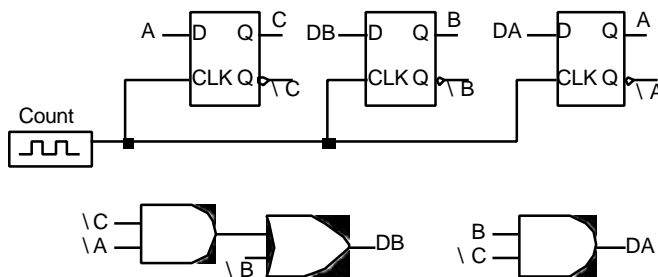 A D Q C
CLK Q \ C
DB D Q B
CLK Q \ B
DA D Q A
CLK Q \ A
Count
\ C
\ A
\ B
DB
B
\ C
DA